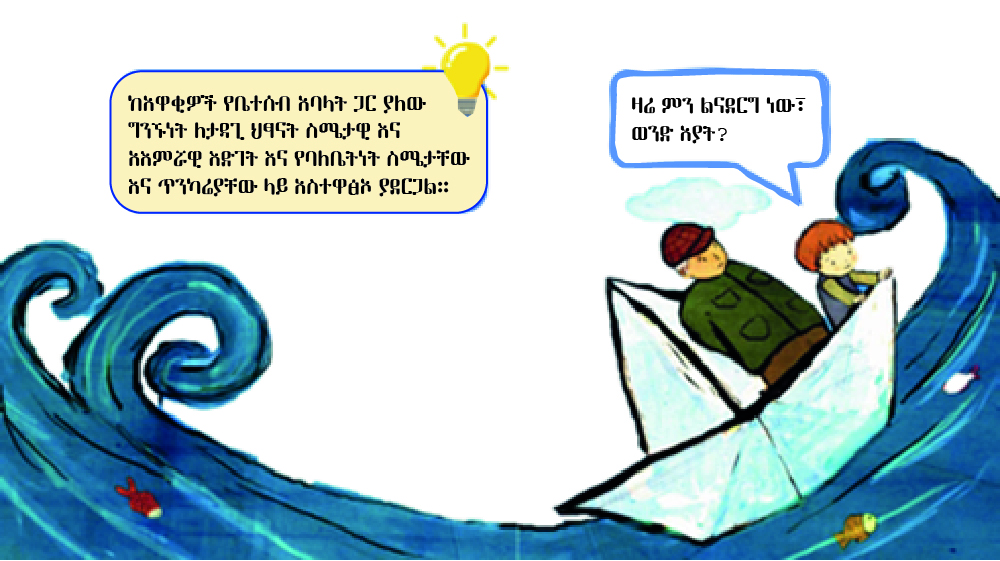 ከአዋቂዎች የቤተሰብ አባላት ጋር ያለው
ግንኙነት ለታዳጊ ህፃናት ስሜታዊ እና
አእምሯዊ እድገት እና የባለቤትነት ስሜታቸው
እና ጥንካሬያቸው ላይ አስተዋፅኦ ያደርጋል።
ዛሬ ምን ልናደርግ ነው፣
ወንድ አያት?